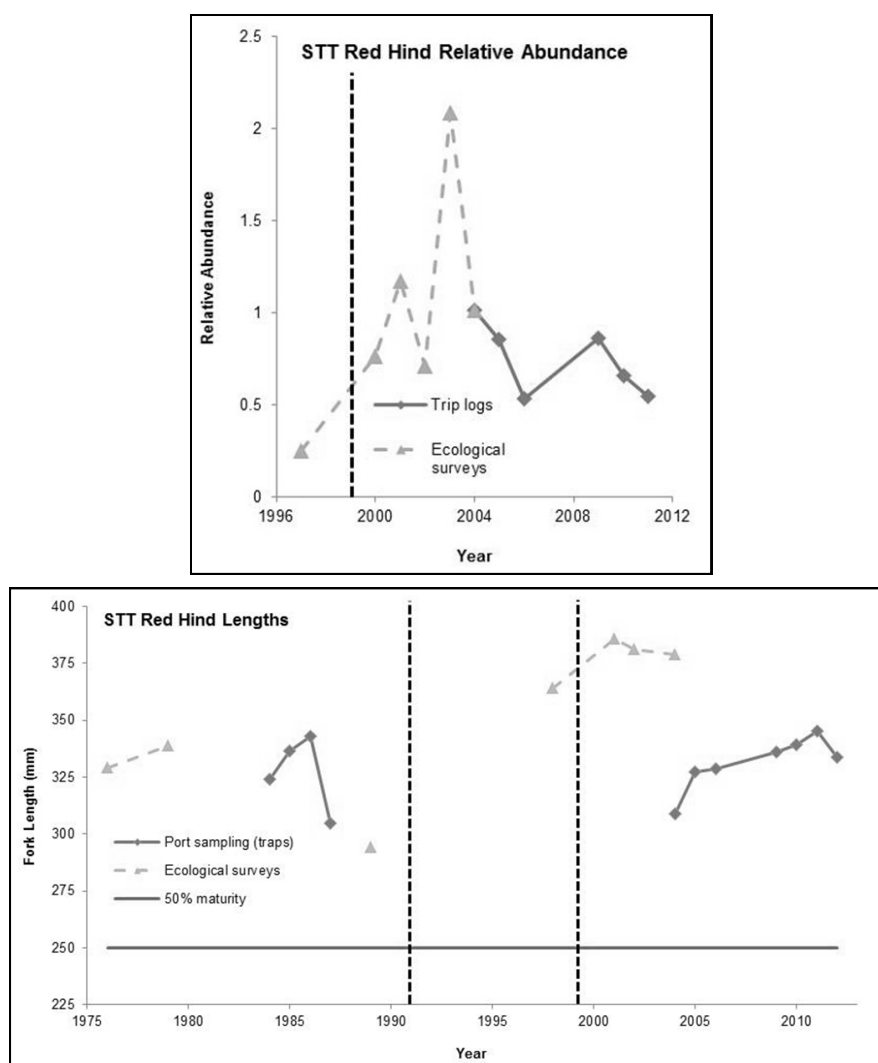 STT Red Hind Relative Abundance
2.5
2
1.5
1
0.5
0
Relative Abundance
Trip logs
Ecological
surveys
1996 2000 2004 2008 2012
Year
STT Red Hind Lengths
400
375
350
325
300
275
250
225
Fork Length (mm)
Port sampling (traps)
Ecological surveys
50% maturity
1975 1980 1985 1990 1995 2000 2005 2010
Year